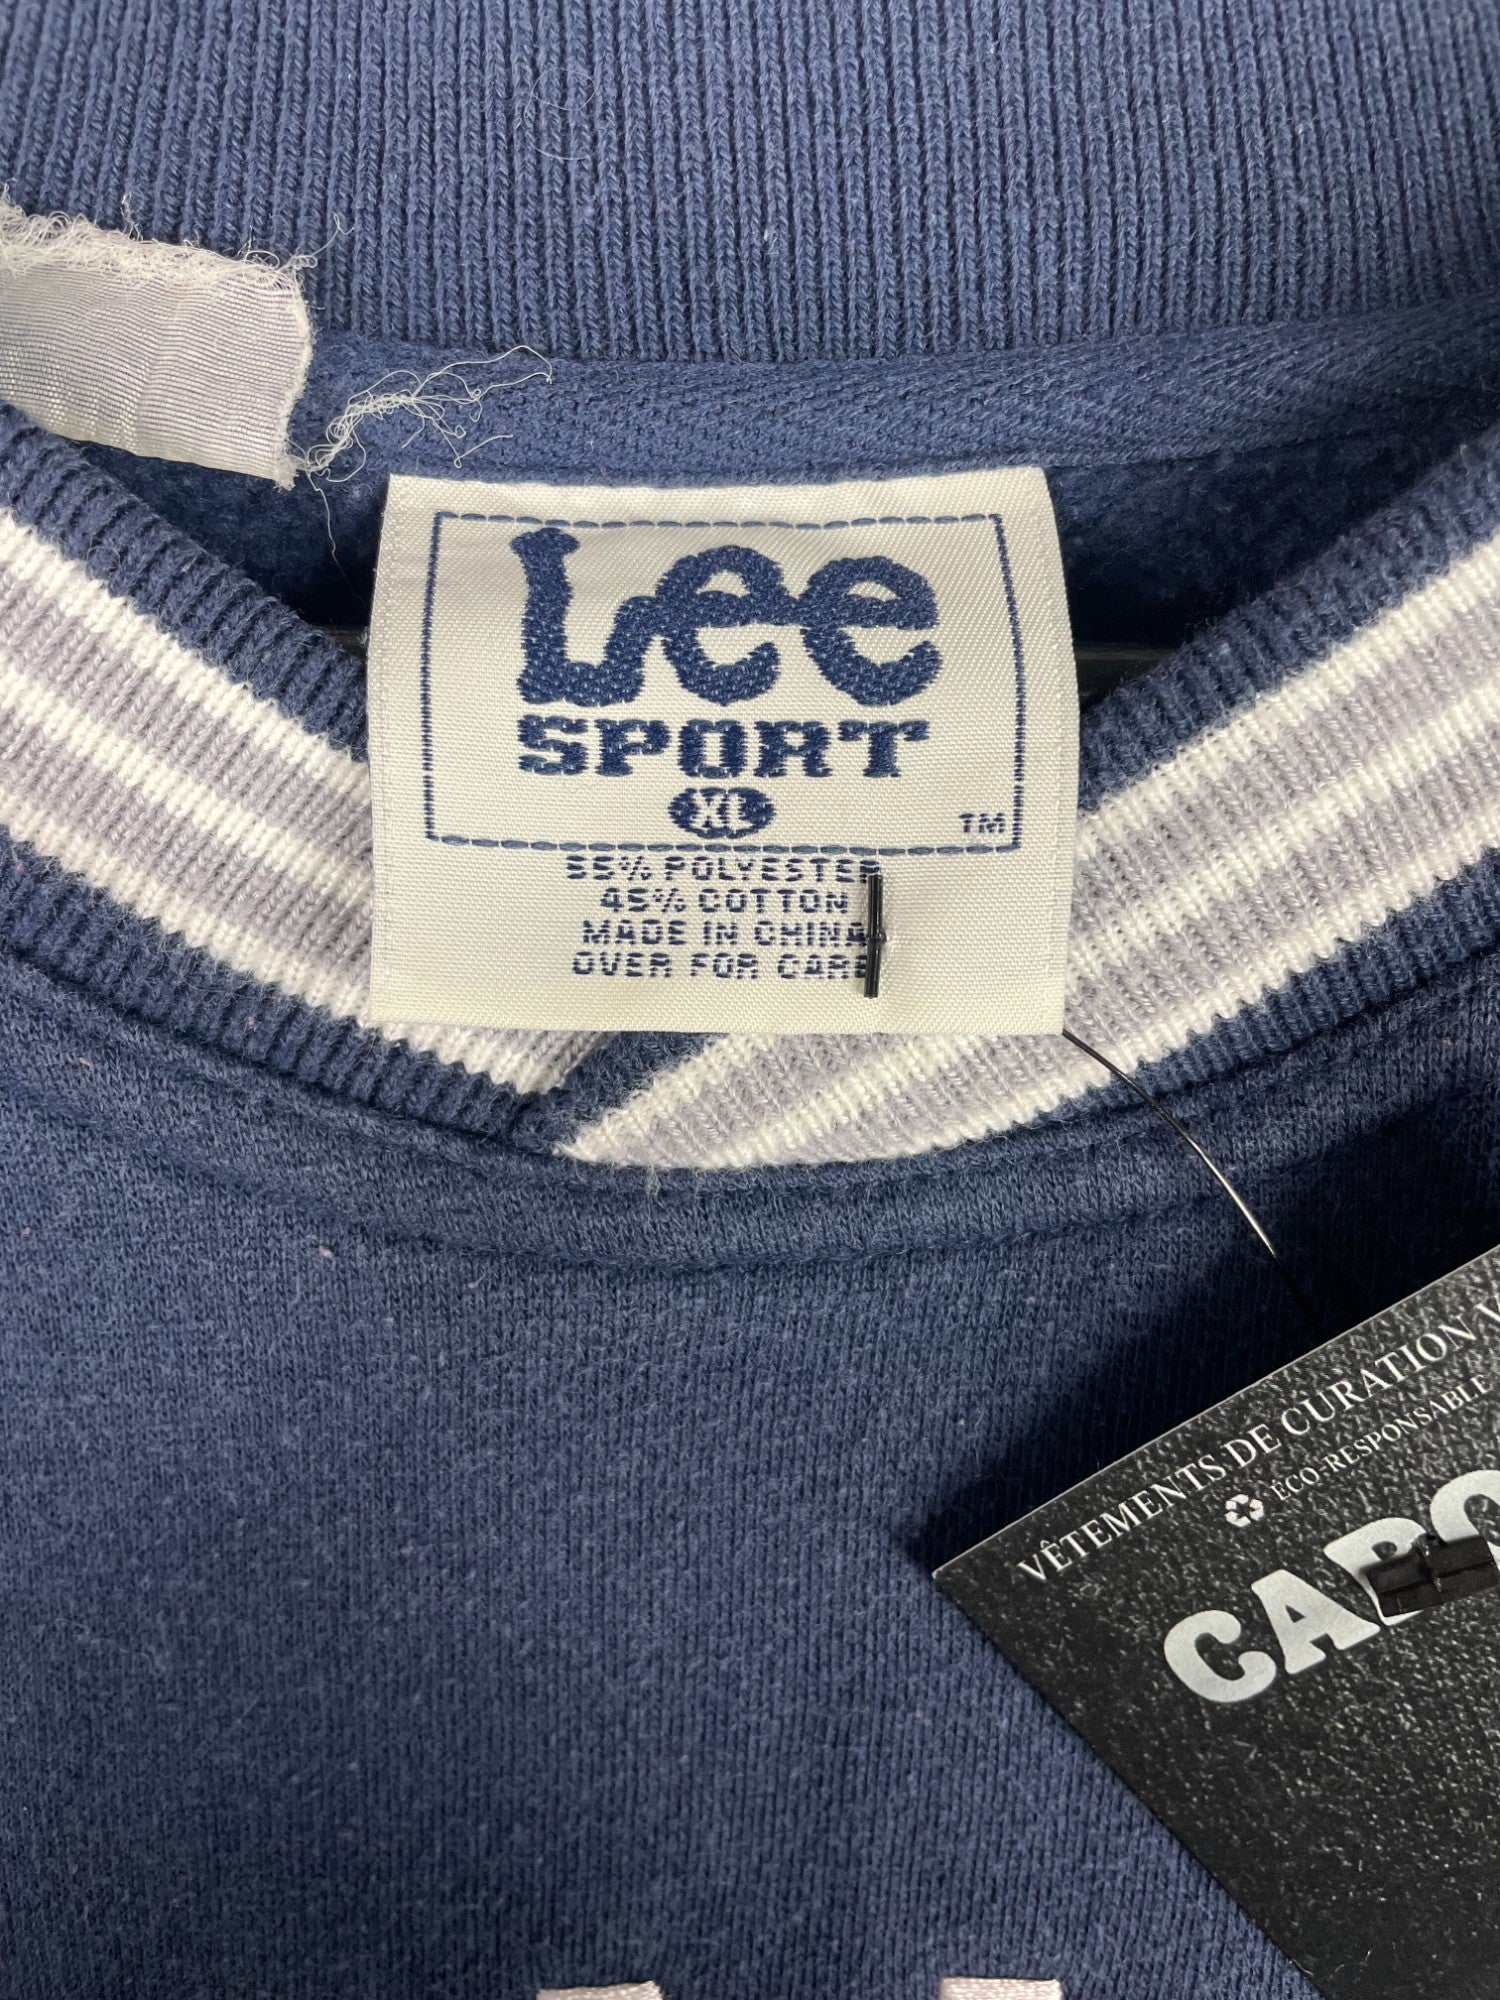 Lee
SPORT
XL
TM
55% POLYESTER
45% COTTON
MADE IN CHINA
OVER FOR CARE
VÊTEMENTS DE CURATION
ÉCO-RESPONSABLE